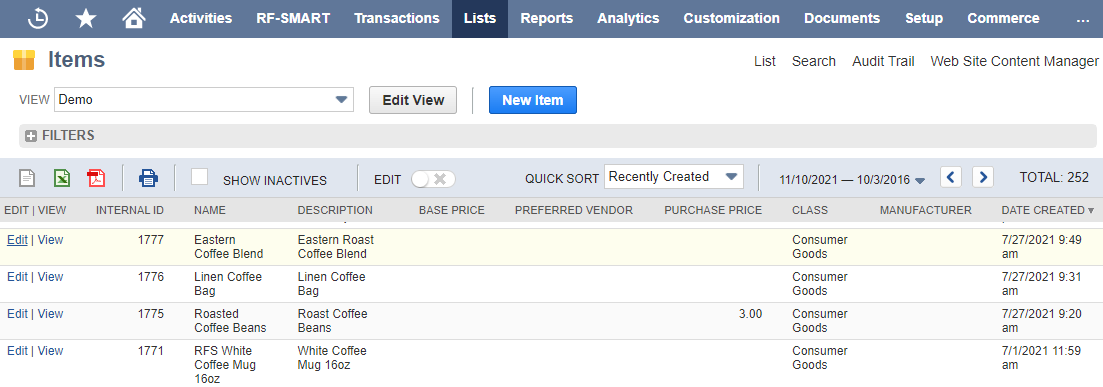 Activities RF-SMART Transactions Lists Reports Analytics Customization Documents Setup Commerce ...
Items List Search Audit Trail Web Site Content Manager
VIEW Demo Edit View New Item
FILTERS
SHOW INACTIVES EDIT QUICK SORT Recently Created 11/10/2021 — 10/3/2016 TOTAL: 252
EDIT | VIEW INTERNAL ID NAME DESCRIPTION BASE PRICE PREFERRED VENDOR PURCHASE PRICE CLASS MANUFACTURER DATE CREATED
Edit | View 1777 Eastern Eastern Roast Consumer 7/27/2021 9:49
Coffee Blend Coffee Blend Goods am
Edit | View 1776 Linen Coffee Linen Coffee Consumer 7/27/2021 9:31
Bag Bag Goods am
Edit | View 1775 Roasted Roast Coffee 3.00 Consumer 7/27/2021 9:20
Coffee Beans Beans Goods am
Edit | View 1771 RFS White White Coffee Consumer 7/1/2021 11:59
Coffee Mug Mug 16oz Goods am
16oz